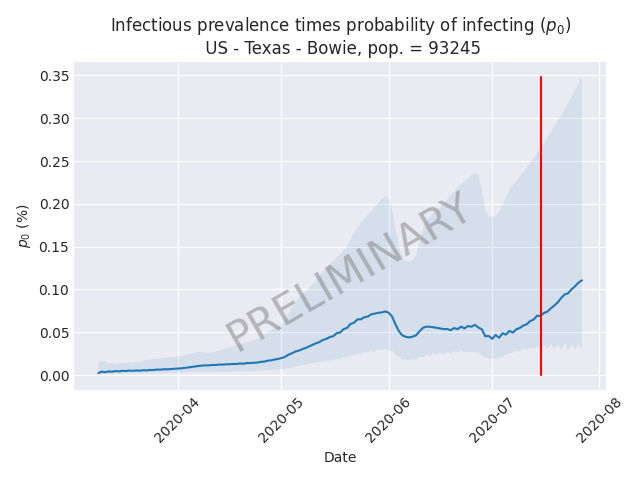 Infectious prevalence times probability of infecting (p₀)
US - Texas - Bowie, pop. = 93245
0.35
0.30
0.25
0.20
0.15
0.10
0.05
0.00
p₀ (%)
PRELIMINARY
2020-04
2020-05
2020-06
2020-07
2020-08
Date